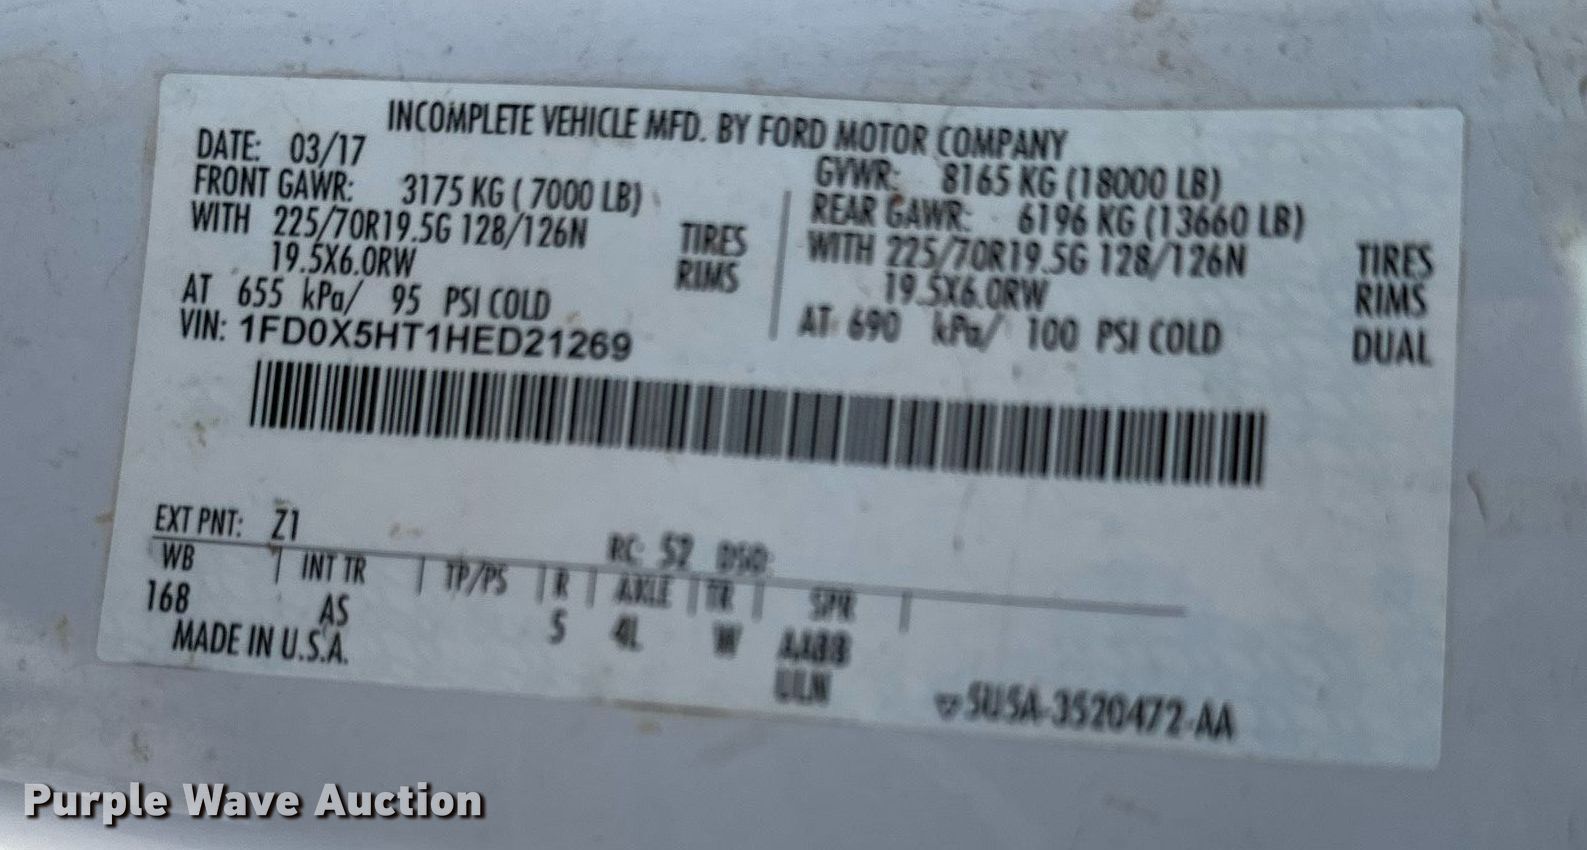 INCOMPLETE VEHICLE MFD. BY FORD MOTOR COMPANY
DATE: 03/17 GVWR: 8165 KG (18000 LB)
FRONT GAWR: 3175 KG ( 7000 LB) REAR GAWR: 6196 KG (13660 LB)
WITH 225/70R19.5G 128/126N TIRES WITH 225/70R19.5G 128/126N TIRES
19.5X6.0RW RIMS 19.5X6.0RW RIMS
AT 655 kPa/ 95 PSI COLD AT 690 kPa/ 100 PSI COLD DUAL
VIN: 1FD0X5HT1HED21269
EXT PNT: Z1 RC: 52 DSO:
WB INT TR TP/PS R AXLE TR SPR
168 AS 5 4L W AABB
MADE IN U.S.A. ULN
5U5A-3520472-AA
Purple Wave Auction